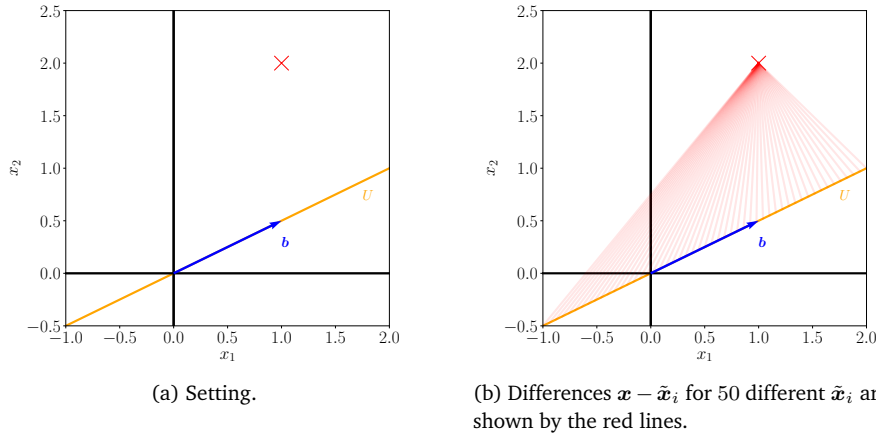 2.5
2.0
1.5
1.0
0.5
0.0
−0.5
x₂
U
b
−1.0 −0.5 0.0 0.5 1.0 1.5 2.0
x₁
(a) Setting.
2.5
2.0
1.5
1.0
0.5
0.0
−0.5
x₂
U
b
−1.0 −0.5 0.0 0.5 1.0 1.5 2.0
x₁
(b) Differences x − x̃ᵢ for 50 different x̃ᵢ ar
shown by the red lines.